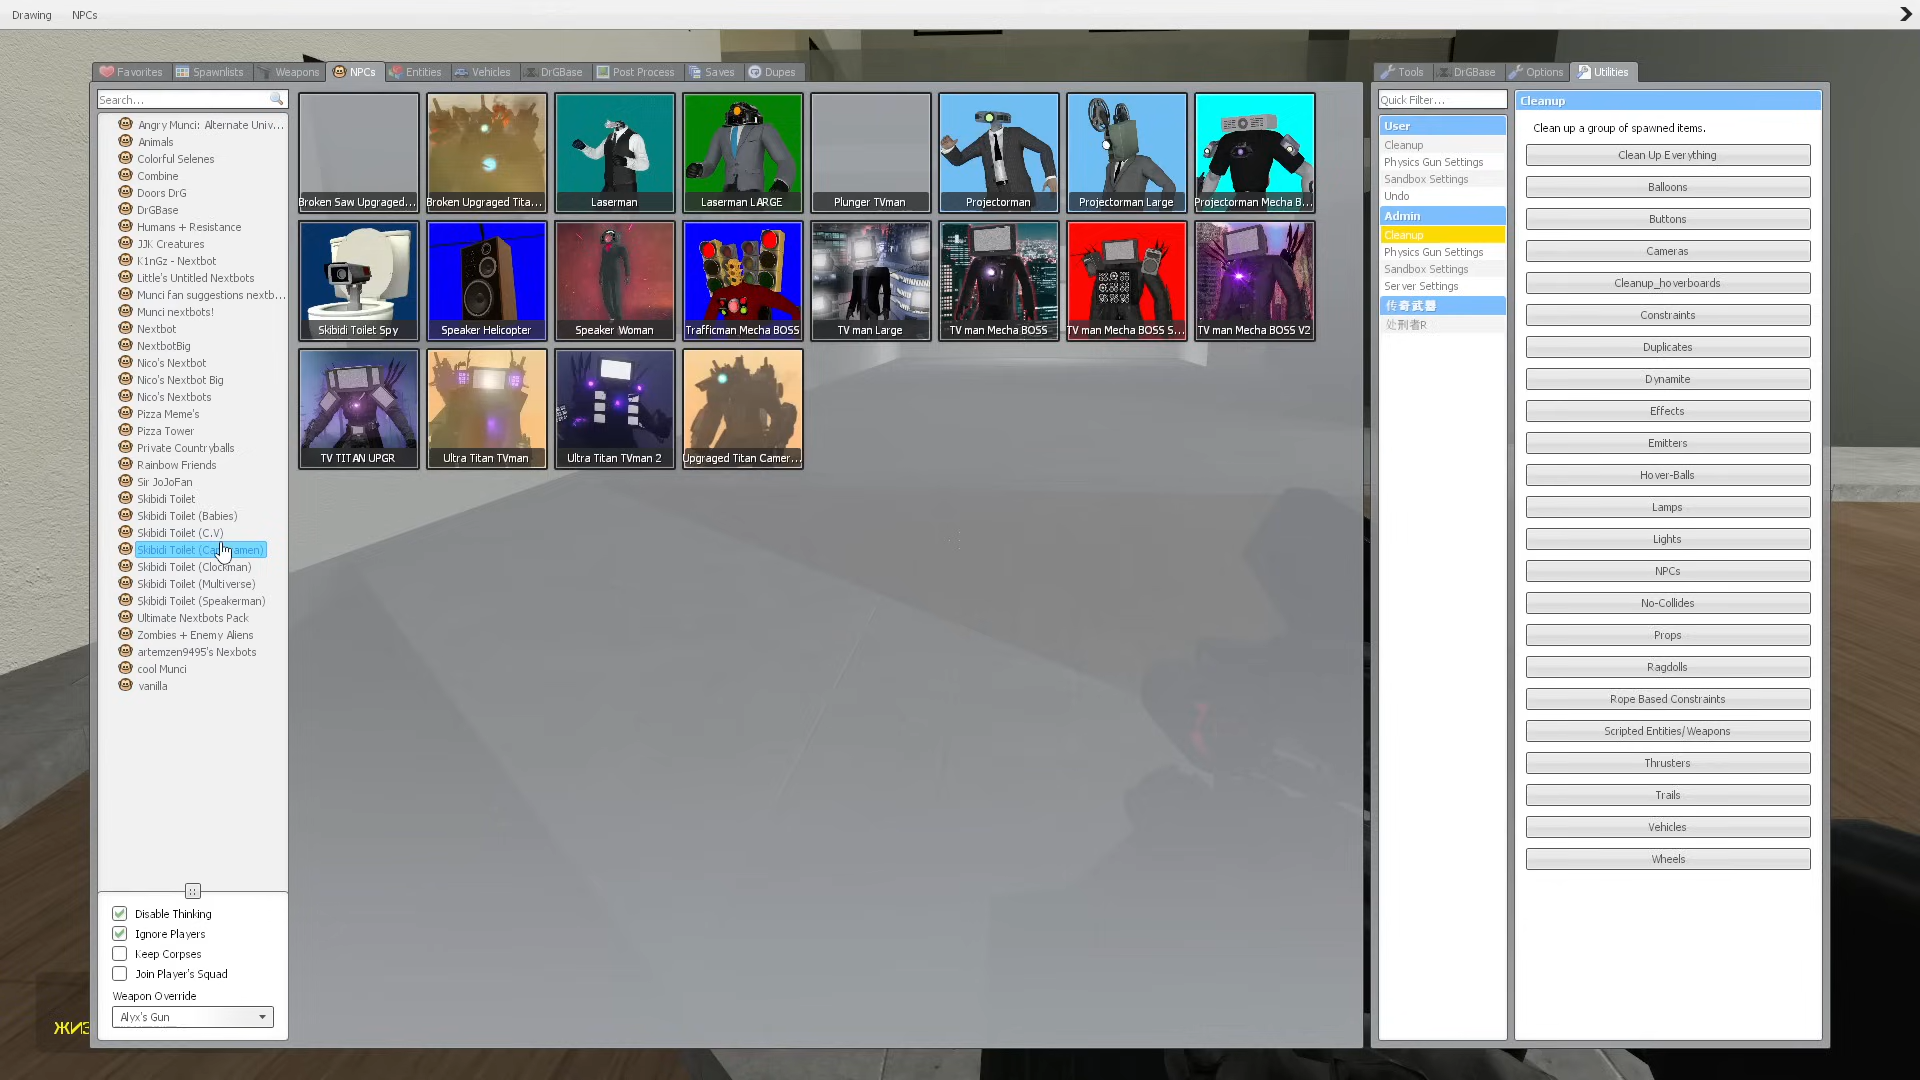 Drawing NPCs
Favorites Spawnlists Weapons NPCs Entities Vehicles DrGBase Post Process Saves Dupes
Search...
Angry Munci: Alternate Univ...
Animals
Colorful Selenes
Combine
Doors DrG
DrGBase
Humans + Resistance
JJK Creatures
K1nGz - Nextbot
Little's Untitled Nextbots
Munci fan suggestions nextb...
Munci nextbots!
Nextbot
NextbotBig
Nico's Nextbot
Nico's Nextbot Big
Nico's Nextbots
Pizza Meme's
Pizza Tower
Private Countryballs
Rainbow Friends
Sir JoJoFan
Skibidi Toilet
Skibidi Toilet (Babies)
Skibidi Toilet (C.V)
Skibidi Toilet
Skibidi Toilet (Clockman)
Skibidi Toilet (Multiverse)
Skibidi Toilet (Speakerman)
Ultimate Nextbots Pack
Zombies + Enemy Aliens
artemzen9495's Nexbots
cool Munci
vanilla
Disable Thinking
Ignore Players
Keep Corpses
Join Player's Squad
Weapon Override
Alyx's Gun
ЖИЗ
Broken Saw Upgraded... Broken Upgraded Tita... Laserman Laserman LARGE Plunger TVman Projectorman Projectorman Large Projectorman Mecha B...
Skibidi Toilet Spy Speaker Helicopter Speaker Woman Trafficman Mecha BOSS TV man Large TV man Mecha BOSS TV man Mecha BOSS S... TV man Mecha BOSS V2
TV TITAN UPGR Ultra Titan TVman Ultra Titan TVman 2 Upgraded Titan Camer...
Tools DrGBase Options Utilities
Quick Filter...
User
Cleanup
Physics Gun Settings
Sandbox Settings
Undo
Admin
Cleanup
Physics Gun Settings
Sandbox Settings
Server Settings
传奇武器
处刑者R
Cleanup
Clean up a group of spawned items.
Clean Up Everything
Balloons
Buttons
Cameras
Cleanup_hoverboards
Constraints
Duplicates
Dynamite
Effects
Emitters
Hover-Balls
Lamps
Lights
NPCs
No-Collides
Props
Ragdolls
Rope Based Constraints
Scripted Entities/Weapons
Thrusters
Trails
Vehicles
Wheels